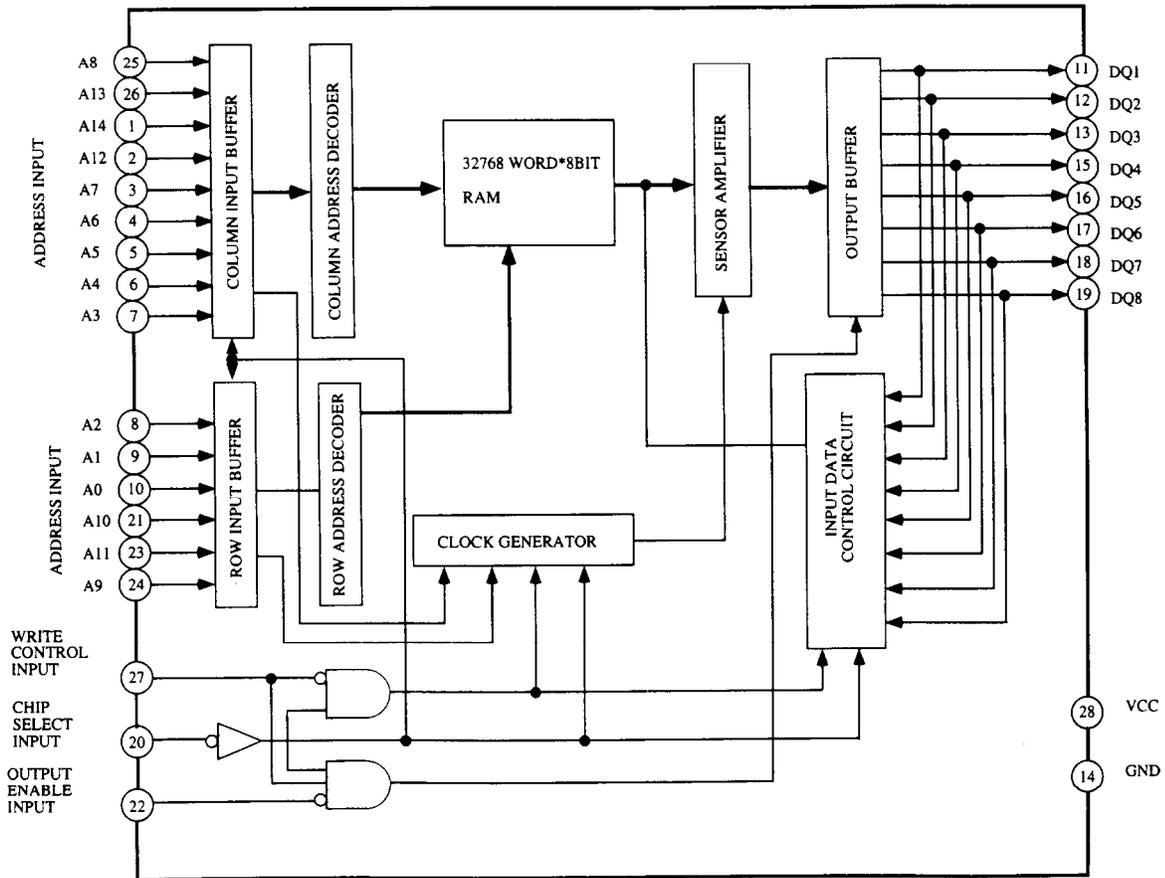 ADDRESS INPUT
A8 25
A13 26
A14 1
A12 2
A7 3
A6 4
A5 5
A4 6
A3 7
COLUMN INPUT BUFFER
COLUMN ADDRESS DECODER
32768 WORD*8BIT
RAM
SENSOR AMPLIFIER
OUTPUT BUFFER
11 DQ1
12 DQ2
13 DQ3
15 DQ4
16 DQ5
17 DQ6
18 DQ7
19 DQ8
ADDRESS INPUT
A2 8
A1 9
A0 10
A10 21
A11 23
A9 24
ROW INPUT BUFFER
ROW ADDRESS DECODER
CLOCK GENERATOR
INPUT DATA
CONTROL CIRCUIT
WRITE
CONTROL
INPUT
27
CHIP
SELECT
INPUT
20
OUTPUT
ENABLE
INPUT
22
28 VCC
14 GND